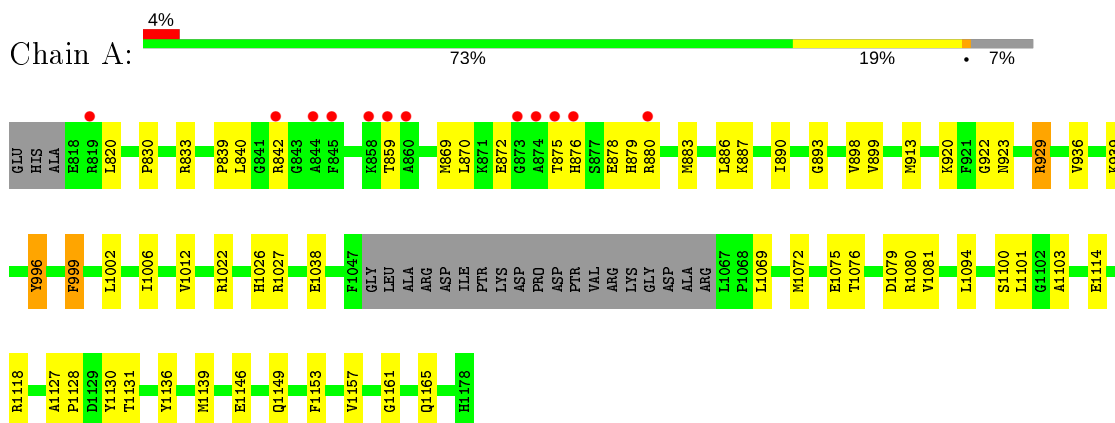 4%
Chain A:
73% 19% • 7%
GLU HIS ALA E818 R819 L820 P830 R833 P839 L840 G841 R842 G843 A844 F845 K858 T859 A860 M869 L870 K871 E872 G873 A874 T875 H876 S877 E878 H879 R880 M883 L886 K887 I890 G893 V898 V899 M913 K920 F921 G922 N923 R929 V936
Y996 F999 L1002 I1006 V1012 R1022 H1026 R1027 E1038 F1047 GLY LEU ALA ARG ASP ILE PTR LYS ASP PRO ASP PTR VAL ARG LYS GLY ASP ALA ARG L1067 P1068 L1069 M1072 E1075 T1076 D1079 R1080 V1081 L1094 S1100 L1101 G1102 A1103 E1114
R1118 A1127 P1128 D1129 Y1130 T1131 Y1136 M1139 E1146 Q1149 F1153 V1157 G1161 Q1165 H1178